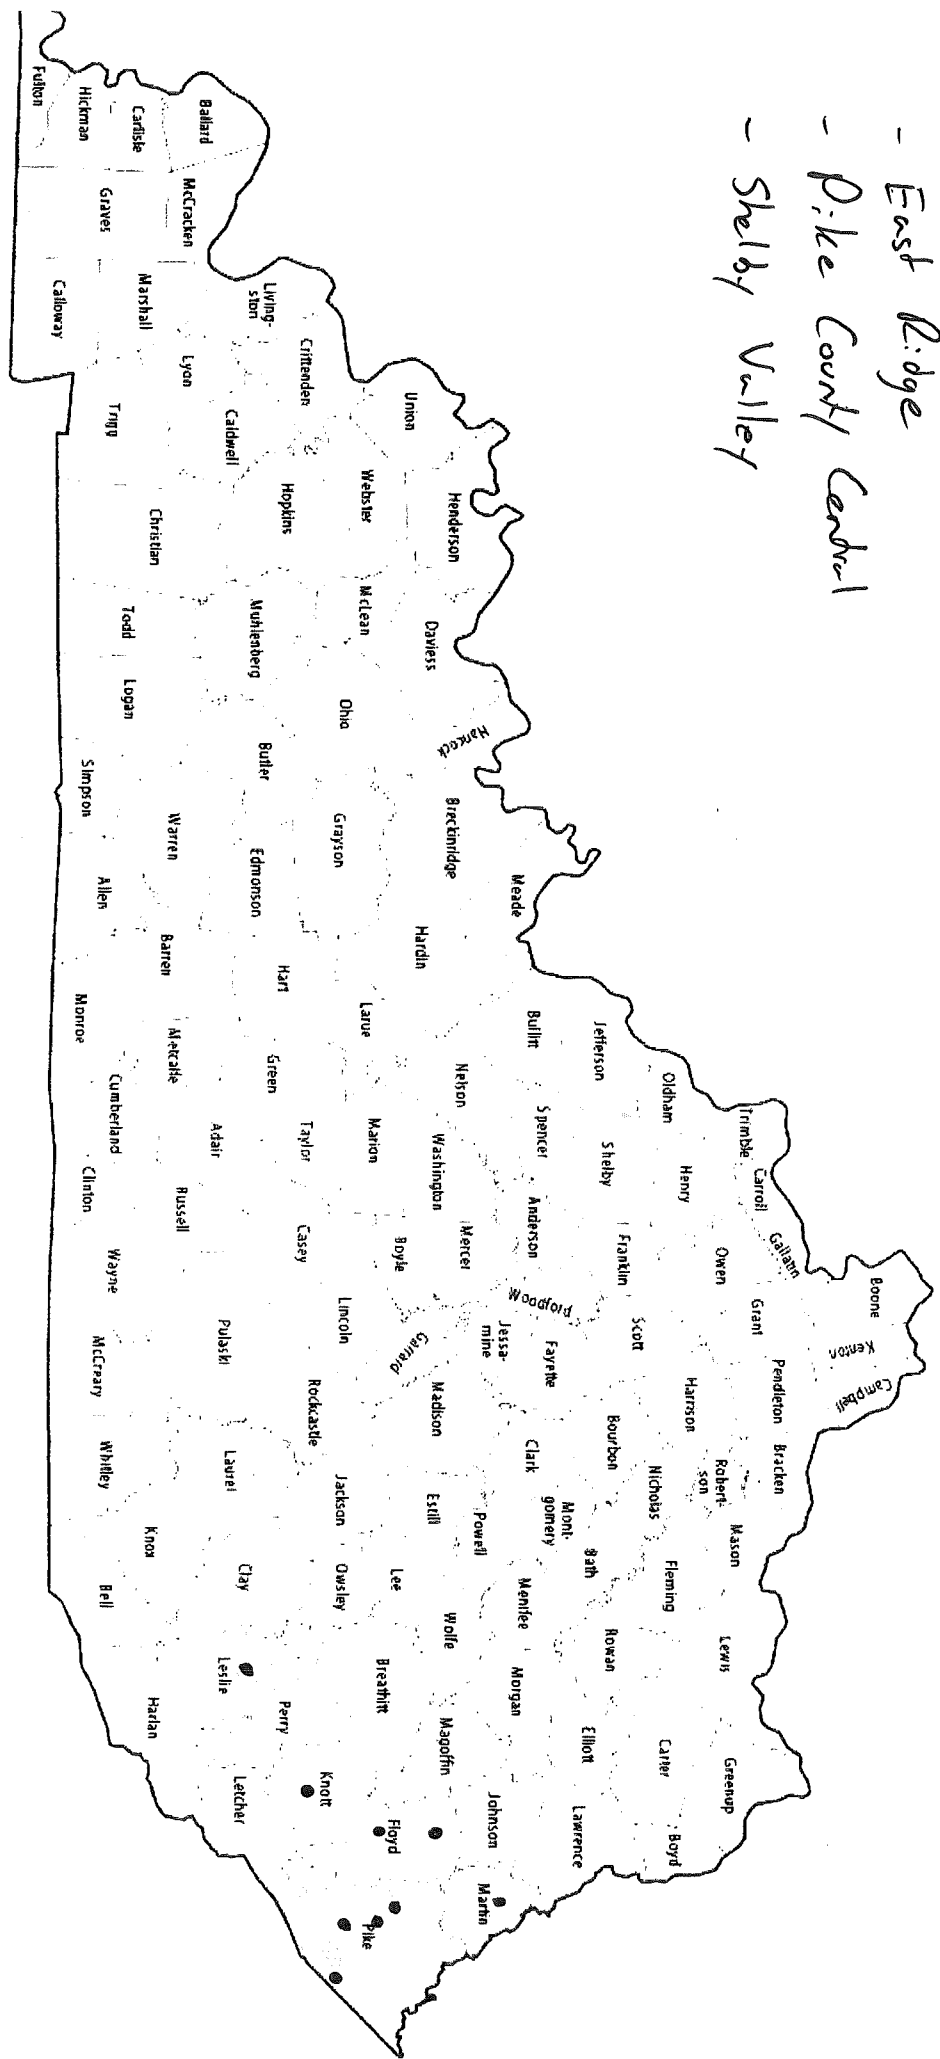 - East Ridge
- Pike County Central
- Shelby Valley
Boone
Kenton
Campbell
Gallatin
Carroll
Trimble
Grant
Pendleton
Bracken
Owen
Robert-
son
Mason
Lewis
Greenup
Oldham
Henry
Harrison
Nicholas
Fleming
Carter
Boyd
Jefferson
Shelby
Franklin
Scott
Bourbon
Bath
Rowan
Elliott
Lawrence
Meade
Bullitt
Spencer
Anderson
Woodford
Fayette
Clark
Mont-
gomery
Menifee
Morgan
Jessa-
mine
Johnson
Martin
Henderson
Daviess
Hancock
Breckinridge
Hardin
Nelson
Washington
Mercer
Garrard
Madison
Estill
Powell
Wolfe
Magoffin
Union
Webster
McLean
Ohio
Grayson
Larue
Marion
Boyle
Lincoln
Rockcastle
Jackson
Owsley
Lee
Breathitt
Floyd
Pike
Living-
ston
Crittenden
Caldwell
Hopkins
Muhlenberg
Butler
Edmonson
Hart
Green
Taylor
Casey
Pulaski
Laurel
Clay
Leslie
Perry
Knott
Letcher
Ballard
McCracken
Marshall
Lyon
Christian
Warren
Barren
Metcalfe
Adair
Russell
Knox
Harlan
Carlisle
Hickman
Fulton
Graves
Calloway
Trigg
Todd
Logan
Simpson
Allen
Monroe
Cumberland
Clinton
Wayne
McCreary
Whitley
Bell